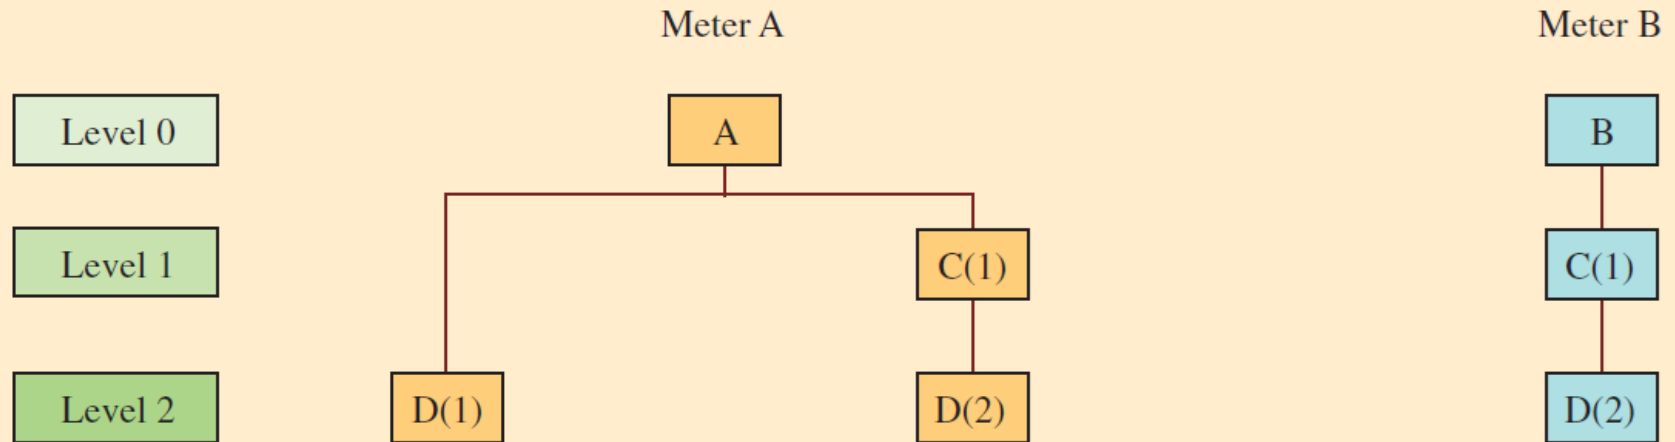 Meter A
Meter B
Level 0
A
B
Level 1
C(1)
C(1)
Level 2
D(1)
D(2)
D(2)